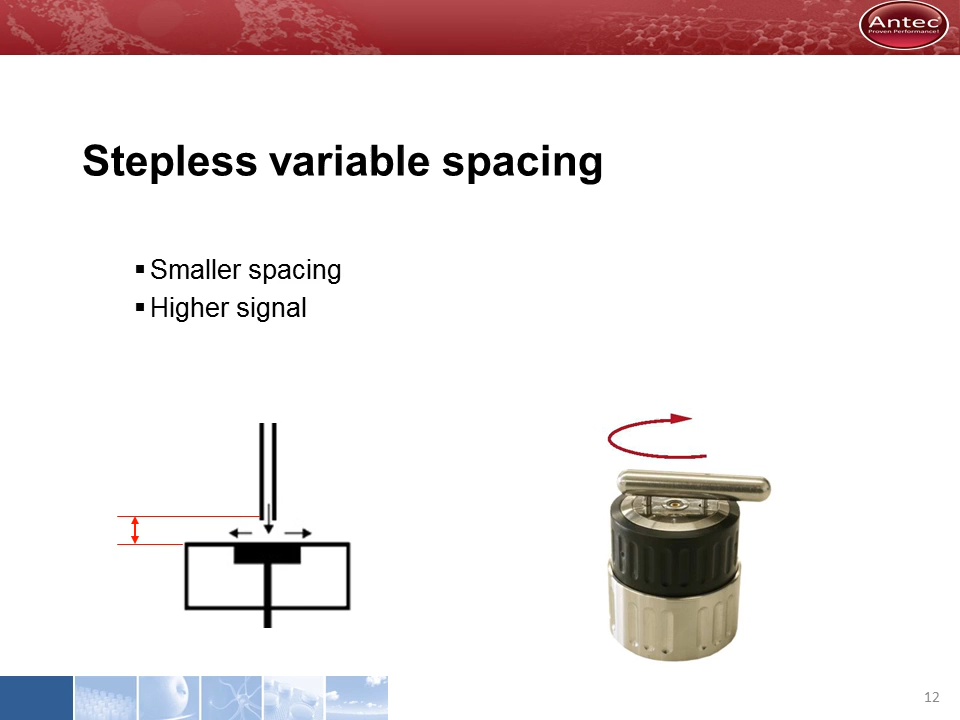 Antec
Proven Performance!
Stepless variable spacing
▪ Smaller spacing
▪ Higher signal
12